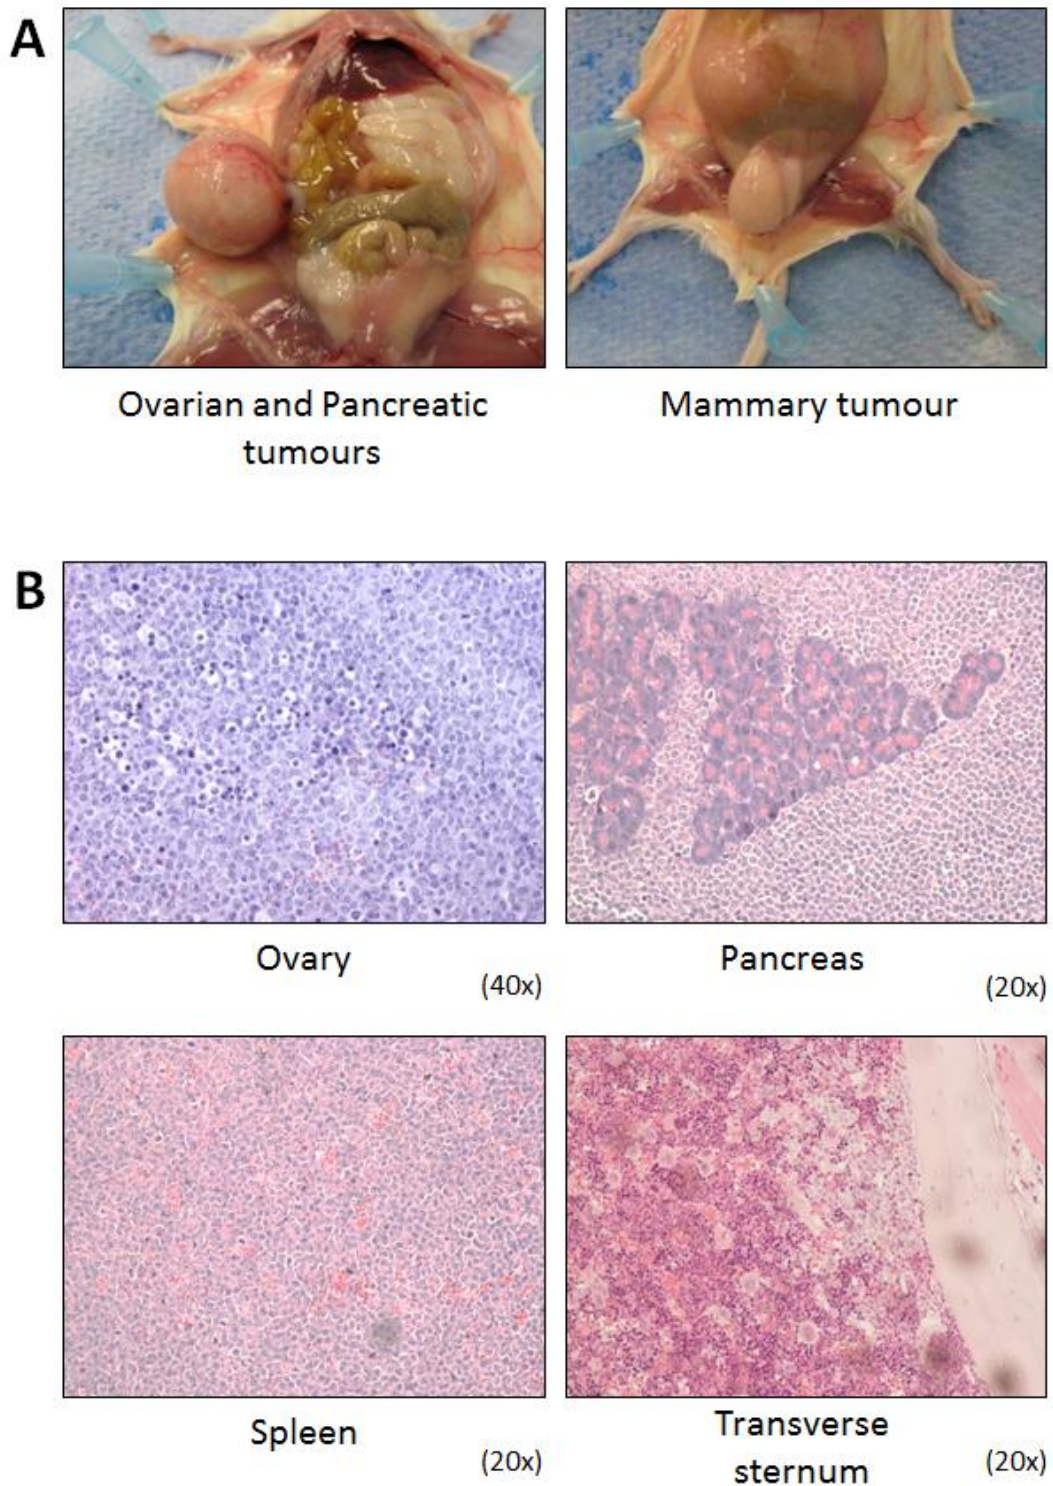 A
Ovarian and Pancreatic
tumours
Mammary tumour
B
Ovary
(40x)
Pancreas
(20x)
Spleen
(20x)
Transverse
sternum
(20x)